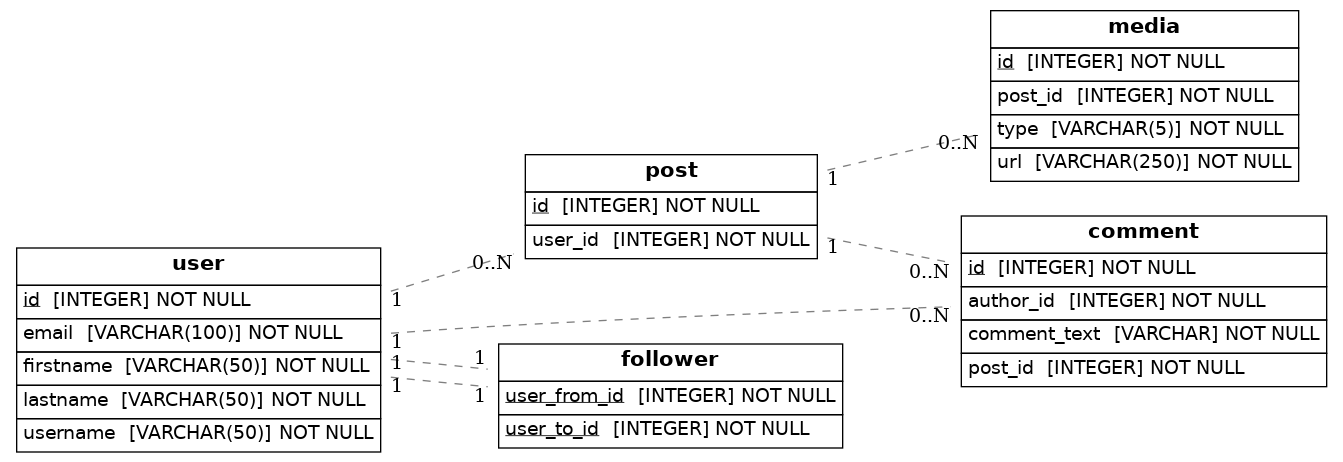 media
id [INTEGER] NOT NULL
post_id [INTEGER] NOT NULL
type [VARCHAR(5)] NOT NULL
url [VARCHAR(250)] NOT NULL
0..N
1
post
id [INTEGER] NOT NULL
user_id [INTEGER] NOT NULL
1
0..N
comment
id [INTEGER] NOT NULL
author_id [INTEGER] NOT NULL
comment_text [VARCHAR] NOT NULL
post_id [INTEGER] NOT NULL
0..N
0..N
1
user
id [INTEGER] NOT NULL
email [VARCHAR(100)] NOT NULL
firstname [VARCHAR(50)] NOT NULL
lastname [VARCHAR(50)] NOT NULL
username [VARCHAR(50)] NOT NULL
1
1
1
1
1
follower
user_from_id [INTEGER] NOT NULL
user_to_id [INTEGER] NOT NULL